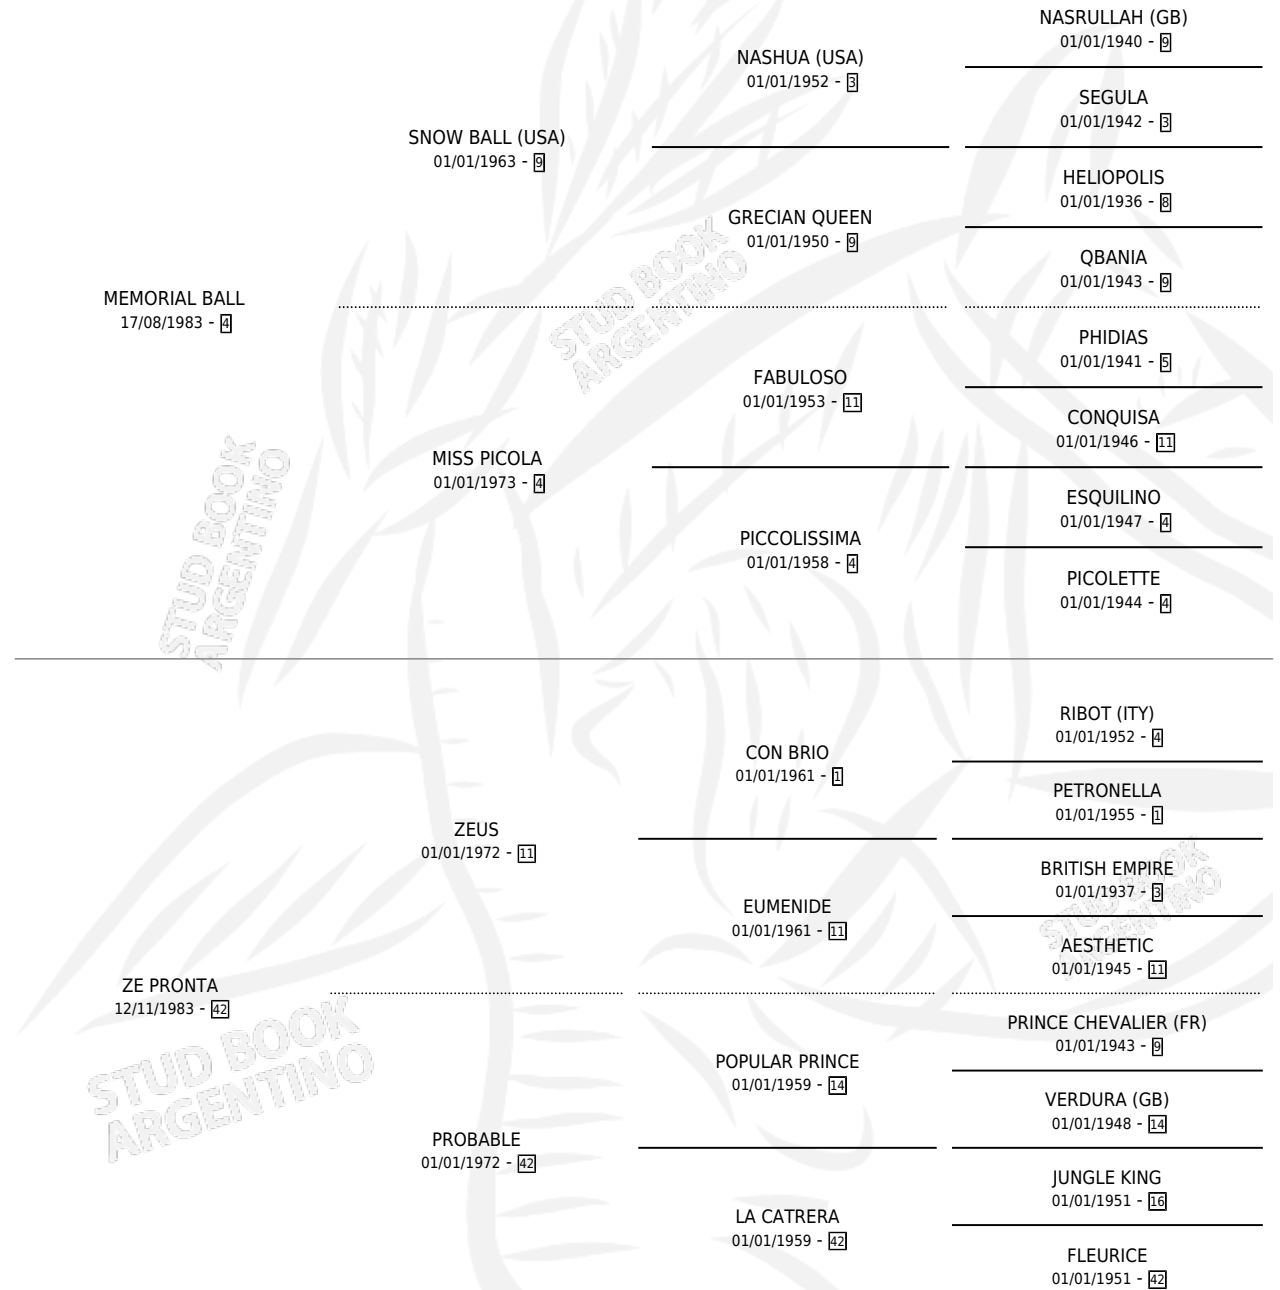 NASRULLAH (GB)
01/01/1940 - 9
NASHUA (USA)
01/01/1952 - 3
SEGULA
01/01/1942 - 3
SNOW BALL (USA)
01/01/1963 - 9
HELIOPOLIS
01/01/1936 - 8
GRECIAN QUEEN
01/01/1950 - 9
QBANIA
01/01/1943 - 9
MEMORIAL BALL
17/08/1983 - 4
PHIDIAS
01/01/1941 - 5
FABULOSO
01/01/1953 - 11
CONQUISA
01/01/1946 - 11
MISS PICOLA
01/01/1973 - 4
ESQUILINO
01/01/1947 - 4
PICCOLISSIMA
01/01/1958 - 4
PICOLETTE
01/01/1944 - 4
RIBOT (ITY)
01/01/1952 - 4
CON BRIO
01/01/1961 - 1
PETRONELLA
01/01/1955 - 1
ZEUS
01/01/1972 - 11
BRITISH EMPIRE
01/01/1937 - 3
EUMENIDE
01/01/1961 - 11
AESTHETIC
01/01/1945 - 11
ZE PRONTA
12/11/1983 - 42
PRINCE CHEVALIER (FR)
01/01/1943 - 9
POPULAR PRINCE
01/01/1959 - 14
VERDURA (GB)
01/01/1948 - 14
PROBABLE
01/01/1972 - 42
JUNGLE KING
01/01/1951 - 16
LA CATRERA
01/01/1959 - 42
FLEURICE
01/01/1951 - 42
STUD BOOK
ARGENTINO
STUD BOOK
ARGENTINO
STUD BOOK
ARGENTINO
STUD BOOK
ARGENTINO